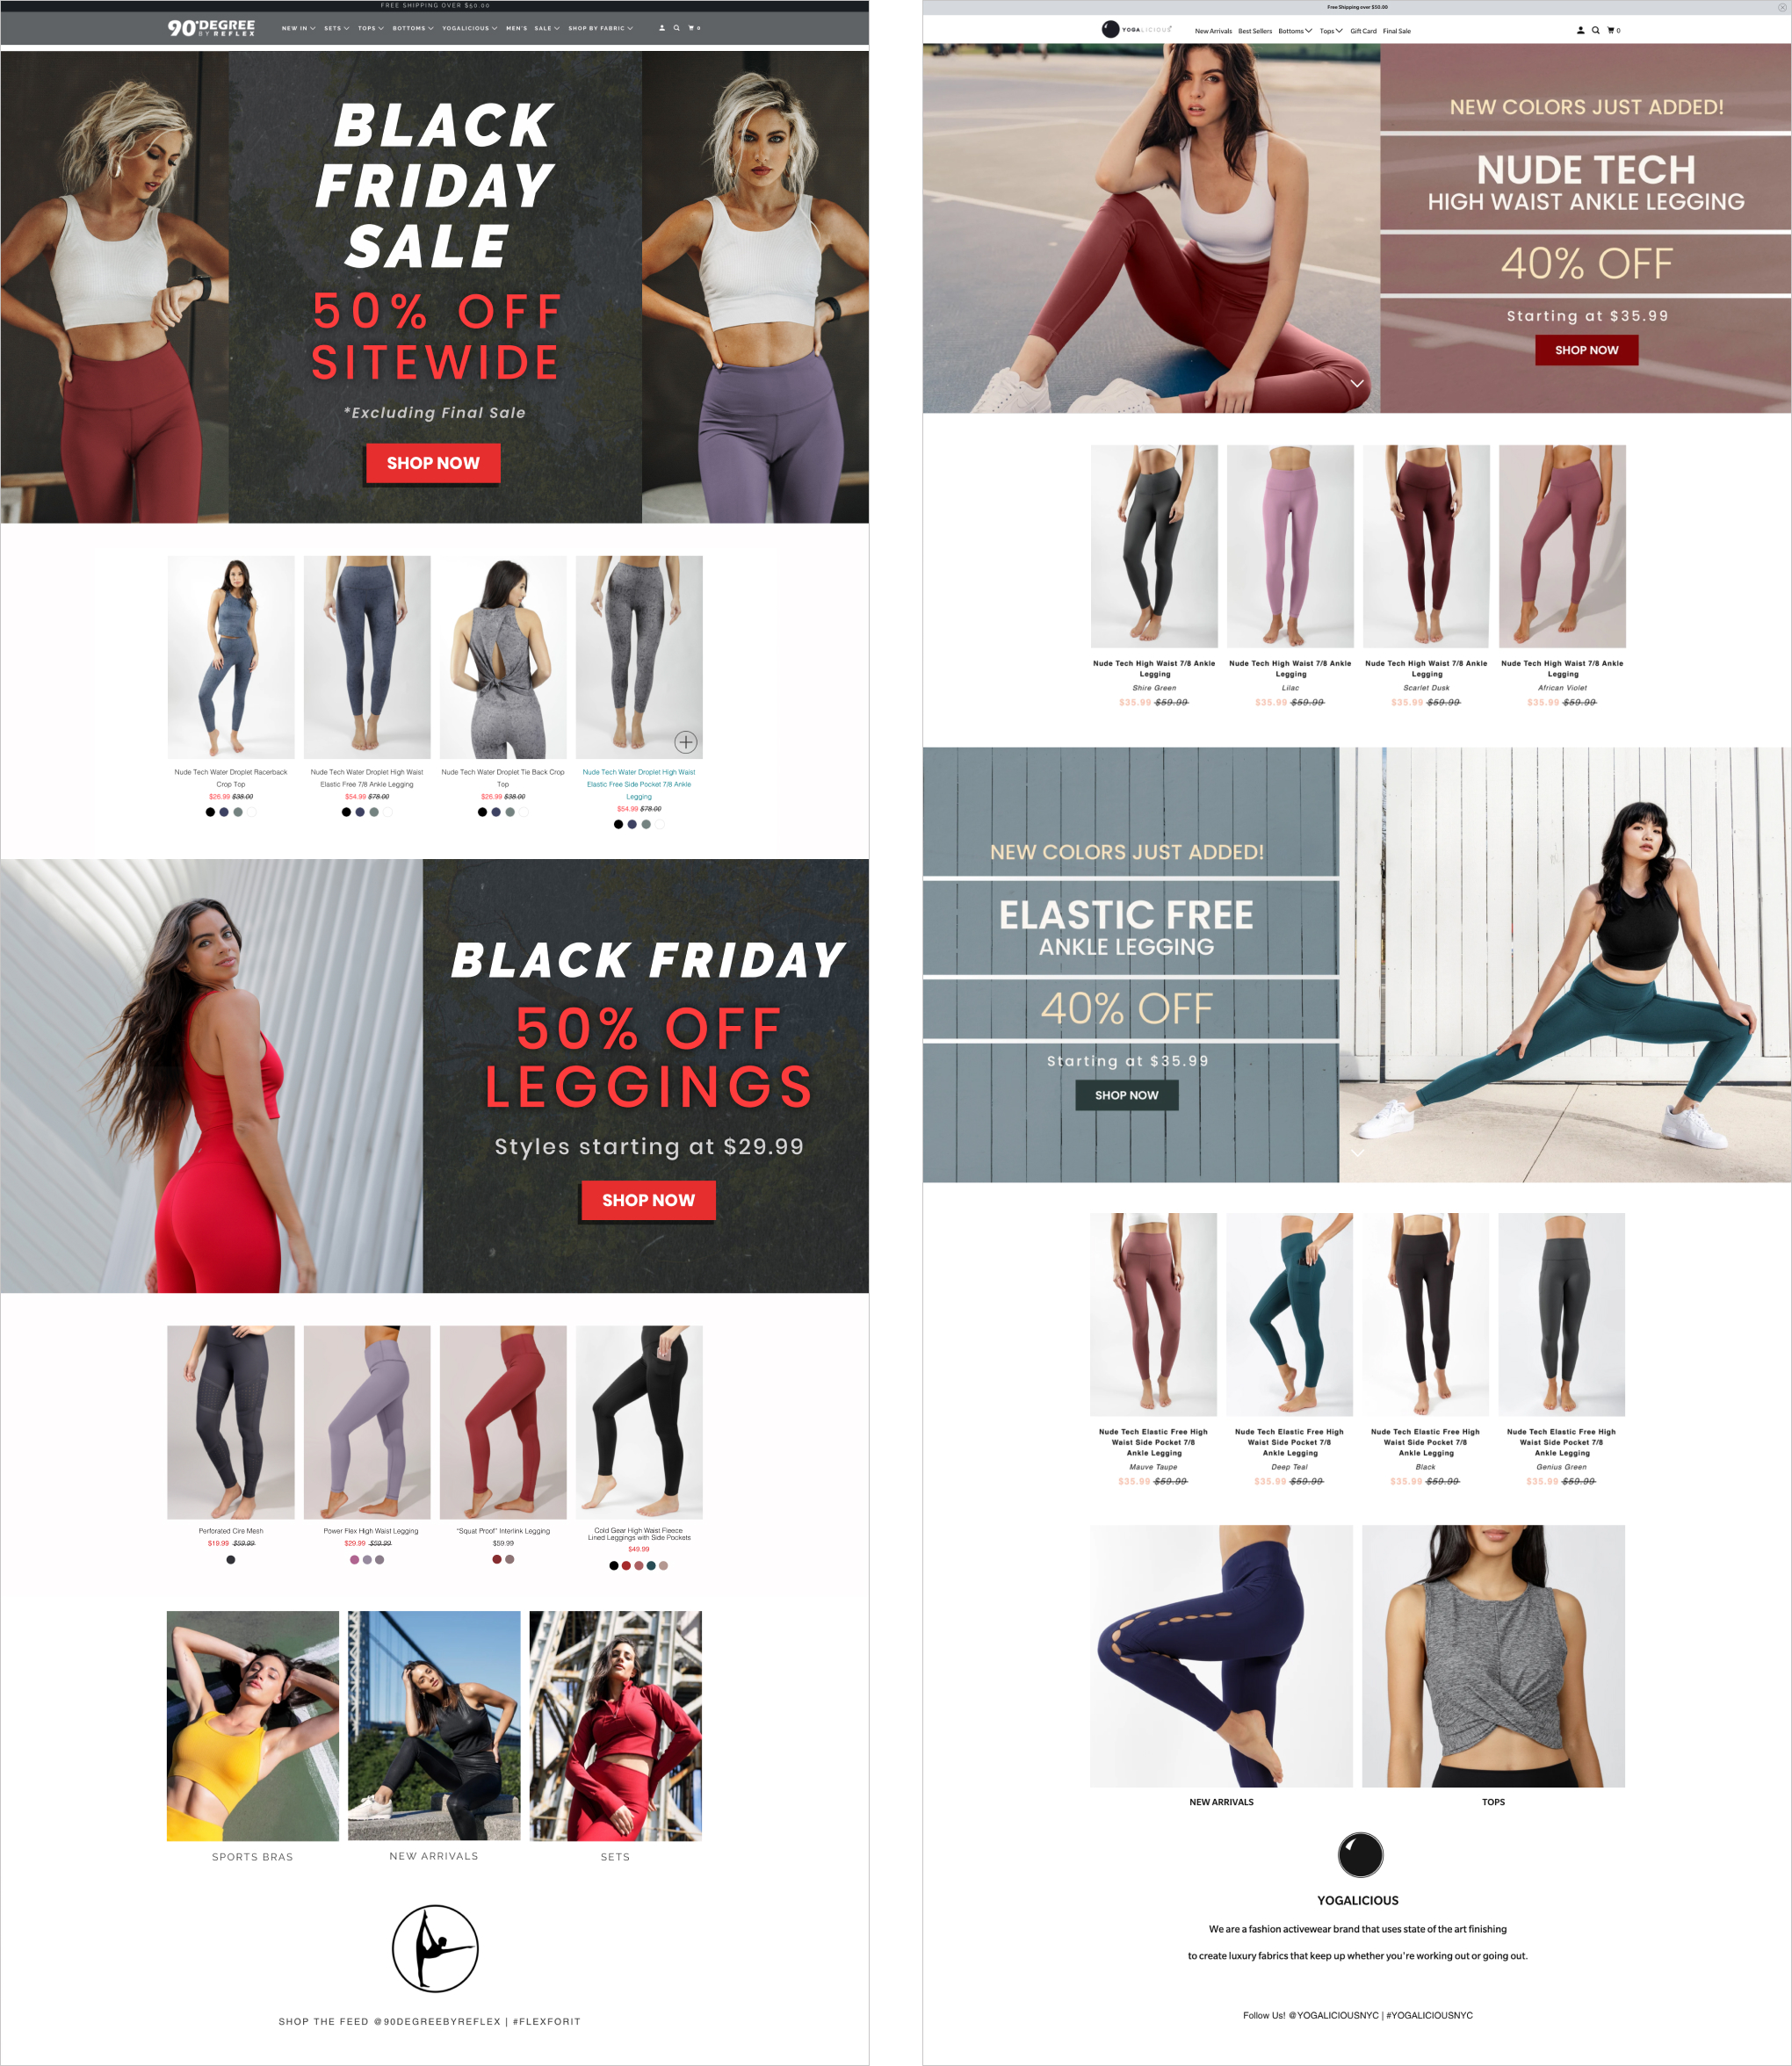 FREE SHIPPING OVER $50.00
90°DEGREE
BY REFLEX
NEW IN SETS TOPS BOTTOMS YOGALICIOUS MEN'S SALE SHOP BY FABRIC 0
BLACK
FRIDAY
SALE
50% OFF
SITEWIDE
*Excluding Final Sale
SHOP NOW
Nude Tech Water Droplet Racerback
Crop Top
$26.99 $38.00
Nude Tech Water Droplet High Waist
Elastic Free 7/8 Ankle Legging
$54.99 $78.00
Nude Tech Water Droplet Tie Back Crop
Top
$26.99 $38.00
Nude Tech Water Droplet High Waist
Elastic Free Side Pocket 7/8 Ankle
Legging
$54.99 $78.00
BLACK FRIDAY
50% OFF
LEGGINGS
Styles starting at $29.99
SHOP NOW
Perforated Cire Mesh
$19.99 $59.99
Power Flex High Waist Legging
$29.99 $59.99
"Squat Proof" Interlink Legging
$59.99
Cold Gear High Waist Fleece
Lined Leggings with Side Pockets
$49.99
SPORTS BRAS
NEW ARRIVALS
SETS
SHOP THE FEED @90DEGREEBYREFLEX | #FLEXFORIT
Free Shipping over $50.00
YOGALICIOUS
New Arrivals Best Sellers Bottoms Tops Gift Card Final Sale 0
NEW COLORS JUST ADDED!
NUDE TECH
HIGH WAIST ANKLE LEGGING
40% OFF
Starting at $35.99
SHOP NOW
Nude Tech High Waist 7/8 Ankle
Legging
Shire Green
$35.99 $59.99
Nude Tech High Waist 7/8 Ankle
Legging
Lilac
$35.99 $59.99
Nude Tech High Waist 7/8 Ankle
Legging
Scarlet Dusk
$35.99 $59.99
Nude Tech High Waist 7/8 Ankle
Legging
African Violet
$35.99 $59.99
NEW COLORS JUST ADDED!
ELASTIC FREE
ANKLE LEGGING
40% OFF
Starting at $35.99
SHOP NOW
Nude Tech Elastic Free High
Waist Side Pocket 7/8
Ankle Legging
Mauve Taupe
$35.99 $59.99
Nude Tech Elastic Free High
Waist Side Pocket 7/8
Ankle Legging
Deep Teal
$35.99 $59.99
Nude Tech Elastic Free High
Waist Side Pocket 7/8
Ankle Legging
Black
$35.99 $59.99
Nude Tech Elastic Free High
Waist Side Pocket 7/8
Ankle Legging
Genius Green
$35.99 $59.99
NEW ARRIVALS
TOPS
YOGALICIOUS
We are a fashion activewear brand that uses state of the art finishing
to create luxury fabrics that keep up whether you're working out or going out.
Follow Us! @YOGALICIOUSNYC | #YOGALICIOUSNYC